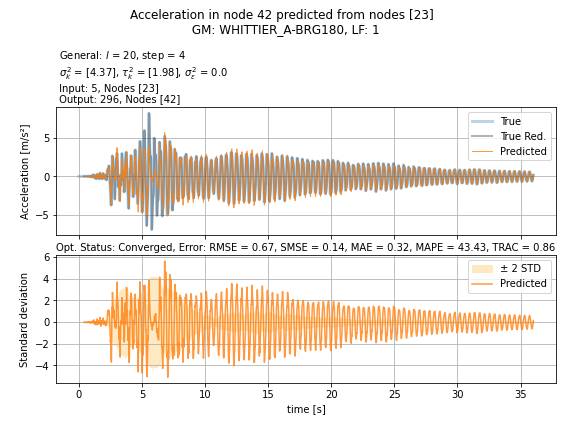 Acceleration in node 42 predicted from nodes [23]
GM: WHITTIER_A-BRG180, LF: 1
General: l = 20, step = 4
σ²ₖ = [4.37], τ²ₖ = [1.98], σ²ε = 0.0
Input: 5, Nodes [23]
Output: 296, Nodes [42]
Acceleration [m/s²]
5
0
−5
True
True Red.
Predicted
Opt. Status: Converged, Error: RMSE = 0.67, SMSE = 0.14, MAE = 0.32, MAPE = 43.43, TRAC = 0.86
Standard deviation
6
4
2
0
−2
−4
± 2 STD
Predicted
0 5 10 15 20 25 30 35
time [s]